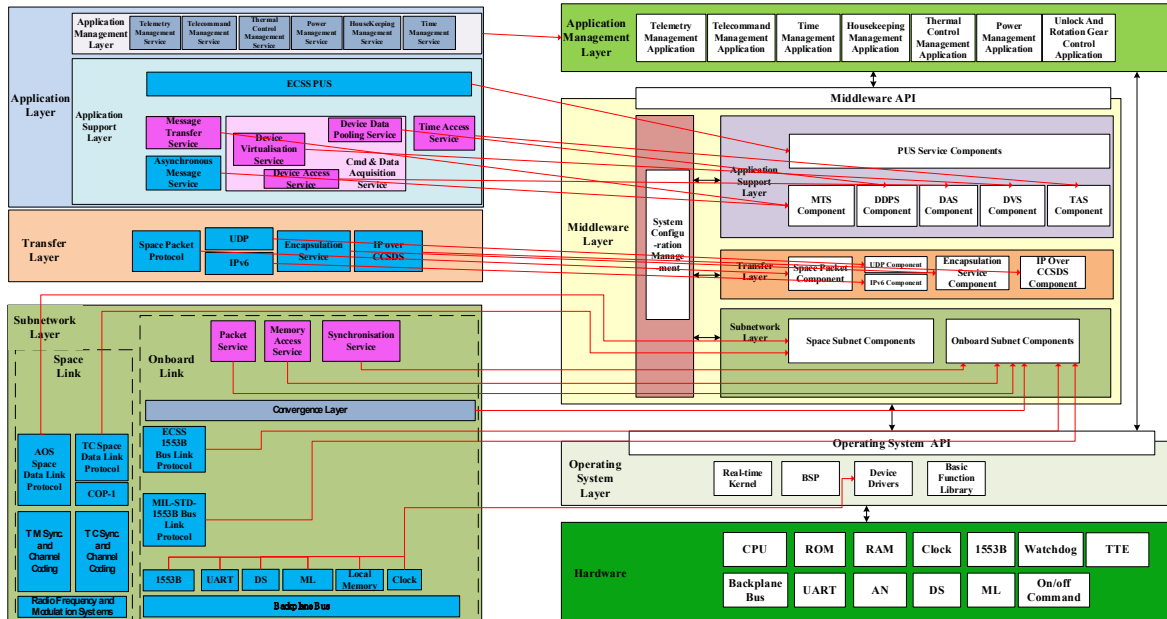 Application
Management
Layer
Telemetry
Management
Service
Telecommand
Management
Service
Thermal
Control
Management
Service
Power
Management
Service
HouseKeeping
Management
Service
Time
Management
Service
Application
Layer
Application
Support
Layer
ECSS PUS
Message
Transfer
Service
Asynchronous
Message
Service
Device
Virtualisation
Service
Device Data
Pooling Service
Cmd & Data
Acquisition
Service
Device Access
Service
Time Access
Service
Transfer
Layer
Space Packet
Protocol
UDP
IPv6
Encapsulation
Service
IP over
CCSDS
Subnetwork
Layer
Space
Link
Onboard
Link
Packet
Service
Memory
Access
Service
Synchronisation
Service
Convergence Layer
AOS
Space
Data Link
Protocol
TC Space
Data Link
Protocol
COP-1
TM Sync.
and
Channel
Coding
TC Sync.
and
Channel
Coding
Radio Frequency and
Modulation Systems
ECSS
1553B
Bus Link
Protocol
MIL-STD-
1553B Bus
Link
Protocol
1553B
UART
DS
ML
Local
Memory
Clock
Backplane Bus
Application
Management
Layer
Telemetry
Management
Application
Telecommand
Management
Application
Time
Management
Application
Housekeeping
Management
Application
Thermal
Control
Management
Application
Power
Management
Application
Unlock And
Rotation Gear
Control
Application
Middleware API
Middleware
Layer
System
Configu
-ration
Manage
-ment
Application
Support
Layer
PUS Service Components
MTS
Component
DDPS
Component
DAS
Component
DVS
Component
TAS
Component
Transfer
Layer
Space Packet
Component
UDP Component
IPv6 Component
Encapsulation
Service
Component
IP Over
CCSDS
Component
Subnetwork
Layer
Space Subnet Components
Onboard Subnet Components
Operating System API
Operating
System
Layer
Real-time
Kernel
BSP
Device
Drivers
Basic
Function
Library
Hardware
CPU
ROM
RAM
Clock
1553B
Watchdog
TTE
Backplane
Bus
UART
AN
DS
ML
On/off
Command